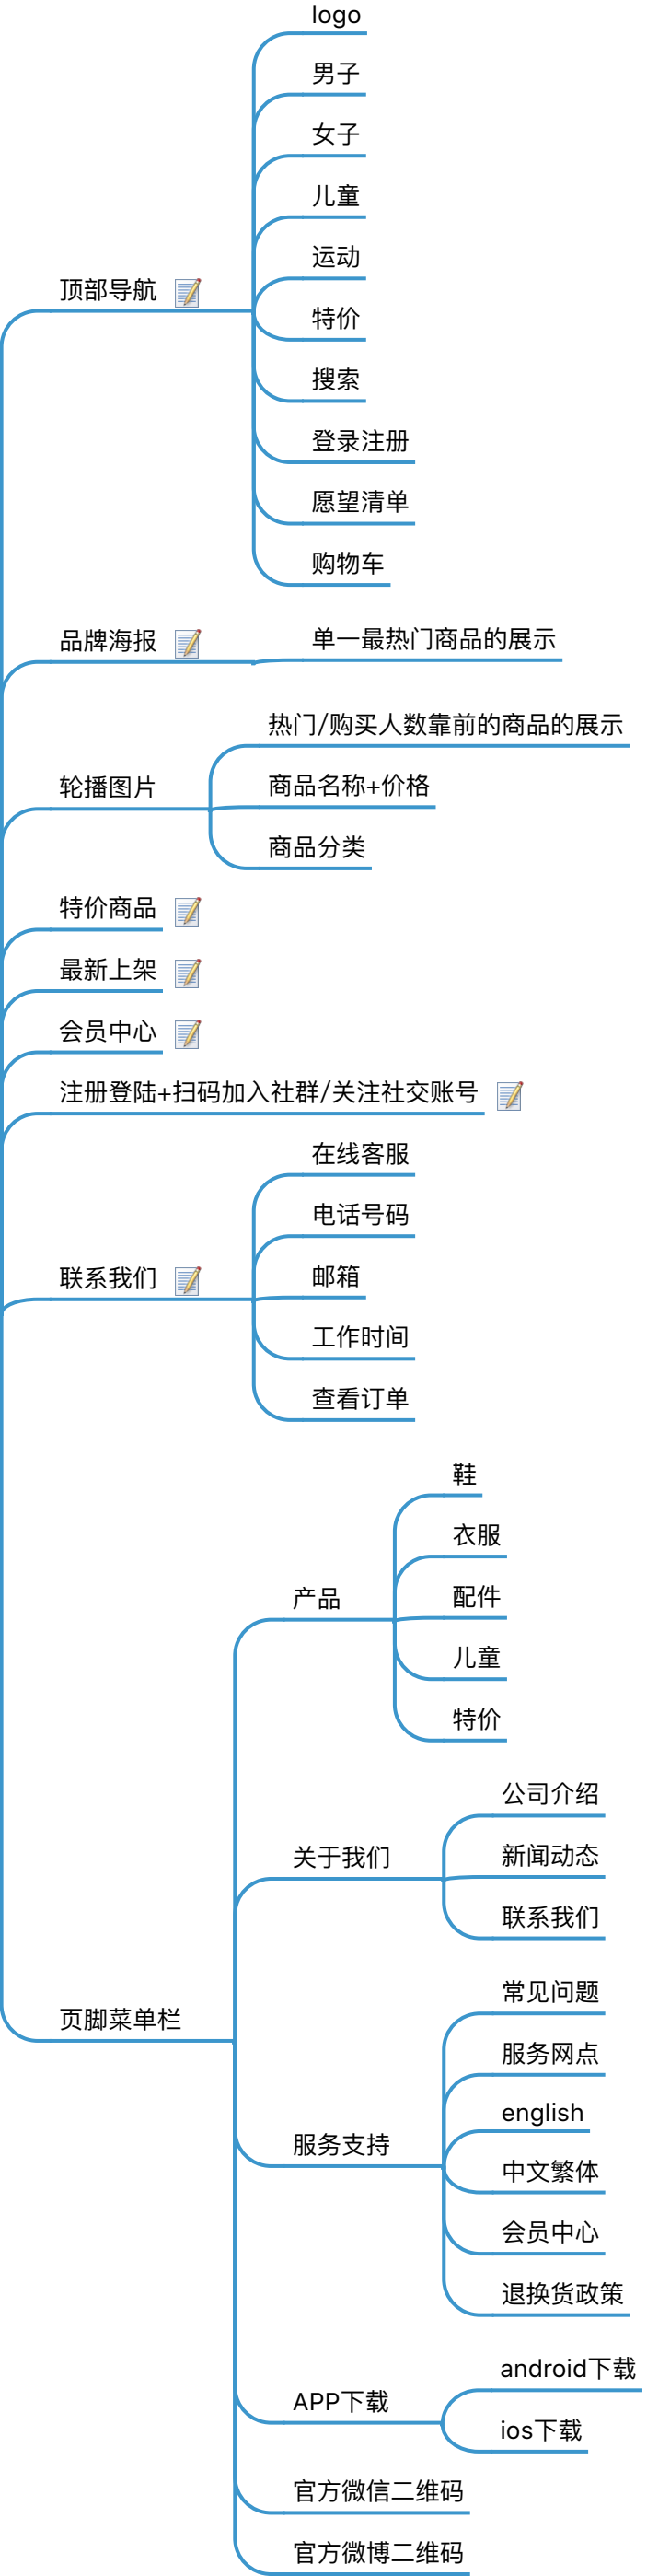 logo
男子
女子
儿童
运动
顶部导航
特价
搜索
登录注册
愿望清单
购物车
品牌海报
单一最热门商品的展示
热门/购买人数靠前的商品的展示
轮播图片
商品名称+价格
商品分类
特价商品
最新上架
会员中心
注册登陆+扫码加入社群/关注社交账号
在线客服
电话号码
联系我们
邮箱
工作时间
查看订单
鞋
衣服
产品
配件
儿童
特价
公司介绍
关于我们
新闻动态
联系我们
页脚菜单栏
常见问题
服务网点
english
服务支持
中文繁体
会员中心
退换货政策
android下载
APP下载
ios下载
官方微信二维码
官方微博二维码